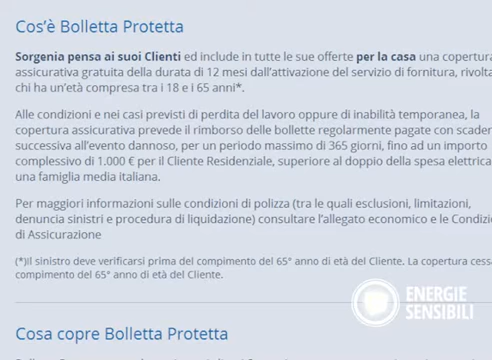 Cos'è Bolletta Protetta
Sorgenia pensa ai suoi Clienti ed include in tutte le sue offerte per la casa una copertura
assicurativa gratuita della durata di 12 mesi dall'attivazione del servizio di fornitura, rivolta
chi ha un'età compresa tra i 18 e i 65 anni*.
Alle condizioni e nei casi previsti di perdita del lavoro oppure di inabilità temporanea, la
copertura assicurativa prevede il rimborso delle bollette regolarmente pagate con scaden
successiva all'evento dannoso, per un periodo massimo di 365 giorni, fino ad un importo
complessivo di 1.000 € per il Cliente Residenziale, superiore al doppio della spesa elettrica
una famiglia media italiana.
Per maggiori informazioni sulle condizioni di polizza (tra le quali esclusioni, limitazioni,
denuncia sinistri e procedura di liquidazione) consultare l'allegato economico e le Condizio
di Assicurazione
(*)Il sinistro deve verificarsi prima del compimento del 65° anno di età del Cliente. La copertura cessa
compimento del 65° anno di età del Cliente.
ENERGIE
SENSIBILI
Cosa copre Bolletta Protetta